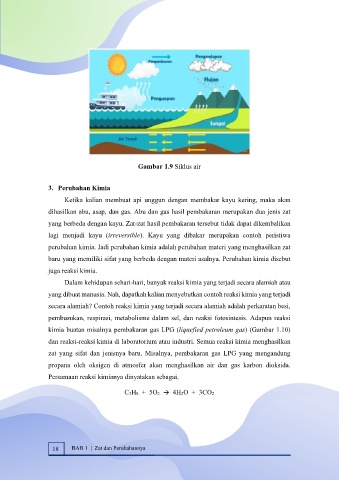 Pengendapan
Pengembunan
Hujan
Penguapan
Sungai
Air Tanah
Gambar 1.9 Siklus air
3. Perubahan Kimia
Ketika kalian membuat api unggun dengan membakar kayu kering, maka akan
dihasilkan abu, asap, dan gas. Abu dan gas hasil pembakaran merupakan dua jenis zat
yang berbeda dengan kayu. Zat-zat hasil pembakaran tersebut tidak dapat dikembalikan
lagi menjadi kayu (irreversible). Kayu yang dibakar merupakan contoh peristiwa
perubahan kimia. Jadi perubahan kimia adalah perubahan materi yang menghasilkan zat
baru yang memiliki sifat yang berbeda dengan materi asalnya. Perubahan kimia disebut
juga reaksi kimia.
Dalam kehidupan sehari-hari, banyak reaksi kimia yang terjadi secara alamiah atau
yang dibuat manusia. Nah, dapatkah kalian menyebutkan contoh reaksi kimia yang terjadi
secara alamiah? Contoh reaksi kimia yang terjadi secara alamiah adalah perkaratan besi,
pembusukan, respirasi, metabolisme dalam sel, dan reaksi fotosintesis. Adapun reaksi
kimia buatan misalnya pembakaran gas LPG (liquefied petroleum gas) (Gambar 1.10)
dan reaksi-reaksi kimia di laboratorium atau industri. Semua reaksi kimia menghasilkan
zat yang sifat dan jenisnya baru. Misalnya, pembakaran gas LPG yang mengandung
propana oleh oksigen di atmosfer akan menghasilkan air dan gas karbon dioksida.
Persamaan reaksi kimianya dinyatakan sebagai,
C₃H₈ + 5O₂ → 4H₂O + 3CO₂
18 BAB 1 | Zat dan Perubahannya